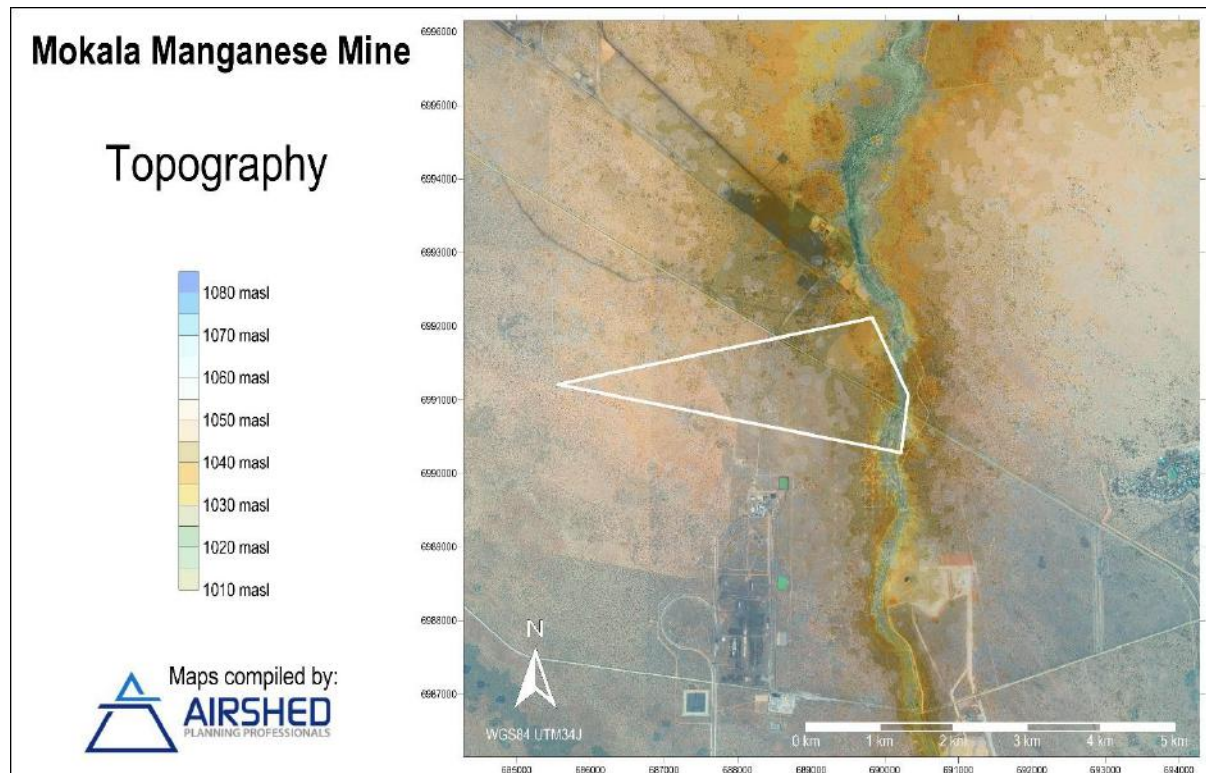 Mokala Manganese Mine
Topography
1080 masl
1070 masl
1060 masl
1050 masl
1040 masl
1030 masl
1020 masl
1010 masl
Maps compiled by:
AIRSHED
PLANNING PROFESSIONALS
6996000
6995000
6994000
6993000
6992000
6991000
6990000
6989000
6988000
6987000
N
WGS84 UTM34J
0 km 1 km 2 km 3 km 4 km 5 km
685000 686000 687000 688000 689000 690000 691000 692000 693000 694000